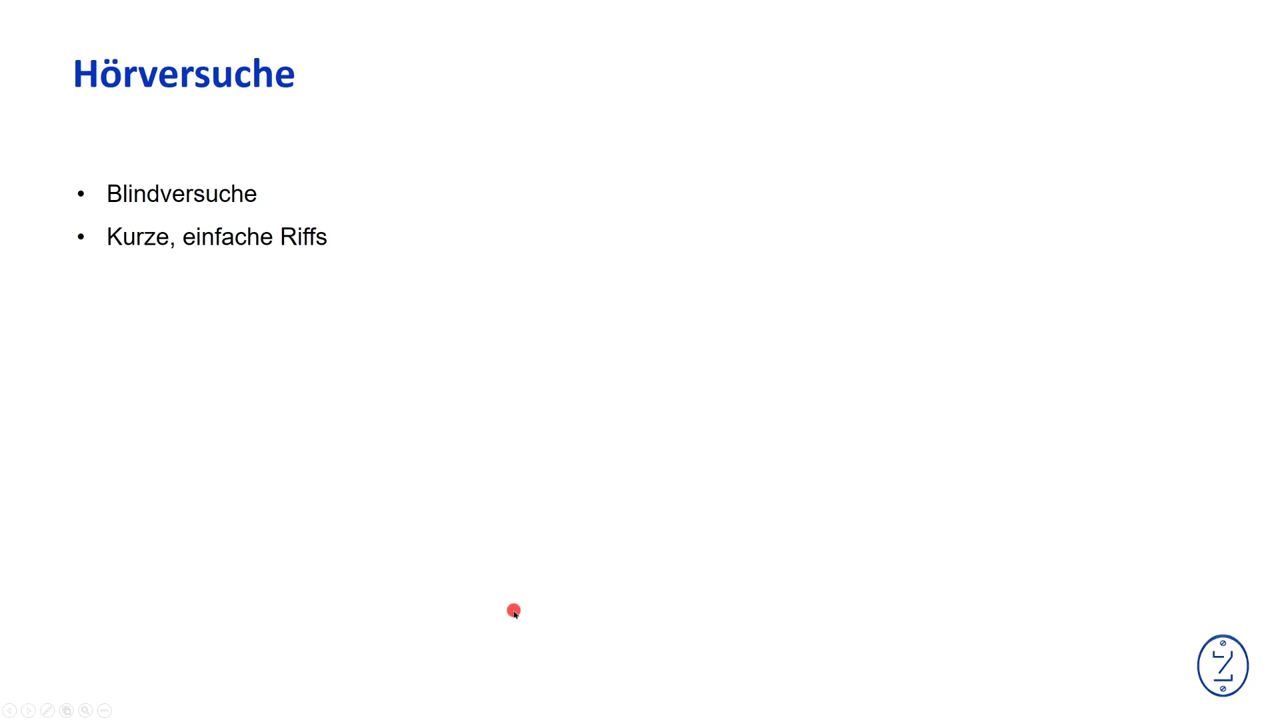 Hörversuche
• Blindversuche
• Kurze, einfache Riffs